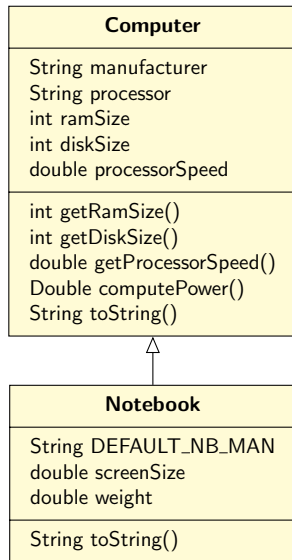 Computer
String manufacturer
String processor
int ramSize
int diskSize
double processorSpeed
int getRamSize()
int getDiskSize()
double getProcessorSpeed()
Double computePower()
String toString()
Notebook
String DEFAULT_NB_MAN
double screenSize
double weight
String toString()